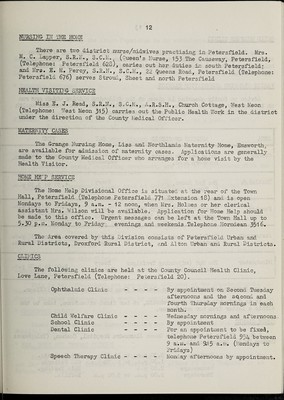 12
NURSING IN THE HOME
There are two district nurse/midwives practising in Petersfield. Mrs.
W. C. Lapper, S.R.N., S.C.M., (Queen's Nurse, 153 The Causeway, Petersfield,
(Telephone: Petersfield 628), carries out her duties in south Petersfield;
and Mrs. E. M. Percy, S.R.N., S.C.M., 22 Queens Road, Petersfield (Telephone:
Petersfield 676) serves Stroud, Sheet and north Petersfield
HEALTH VISITING SERVICE
Miss E. J. Reed, S.R.N., S.C.M., A.R.S.H., Church Cottage, West Meon
(Telephone: West Meon 315) carries out the Public Health Work in the district
under the direction of the County Medical Officer.
MATERNITY CASES
The Grange Nursing Home, Liss and Northlands Maternity Home, Emsworth,
are available for admission of maternity cases. Applications are generally
made to the County Medical Officer who arranges for a home visit by the
Health Visitor.
HOME HELP SERVICE
The Home Help Divisional Office is situated at the rear of the Town
Hall, Petersfield (Telephone Petersfield 771 Extension 18) and is open
Mondays to Fridays, 9 a.m. - 12 noon, when Mrs. Holmes or her clerical
assistant Mrs. Wilson will be available. Application for Home Help should
be made to this office. Urgent messages can be left at the Town Hall up to
5.30 p.m. Monday to Friday: evenings and weekends Telephone Horndean 3516.
The Area covered by this Division consists of Petersfield Urban and
Rural Districts, Droxford Rural District, and Alton Urban and Rural Districts.
CLINICS
The following clinics are held at the County Council Health Clinic,
Love Lane, Petersfield (Telephone: Petersfield 20).
Ophthalmic Clinic - - - - By appointment on Second Tuesday
afternoons and the second and
fourth Thursday mornings in each
month.
Child Welfare Clinic - - - - Wednesday mornings and afternoons
School Clinic - - - - By appointment
Dental Clinic - - - - For an appointment to be fixed,
telephone Petersfield 954 between
9 a.m. and 9.15 a.m. (Mondays to
Fridays)
Speech Therapy Clinic - - - - Monday afternoons by appointment.